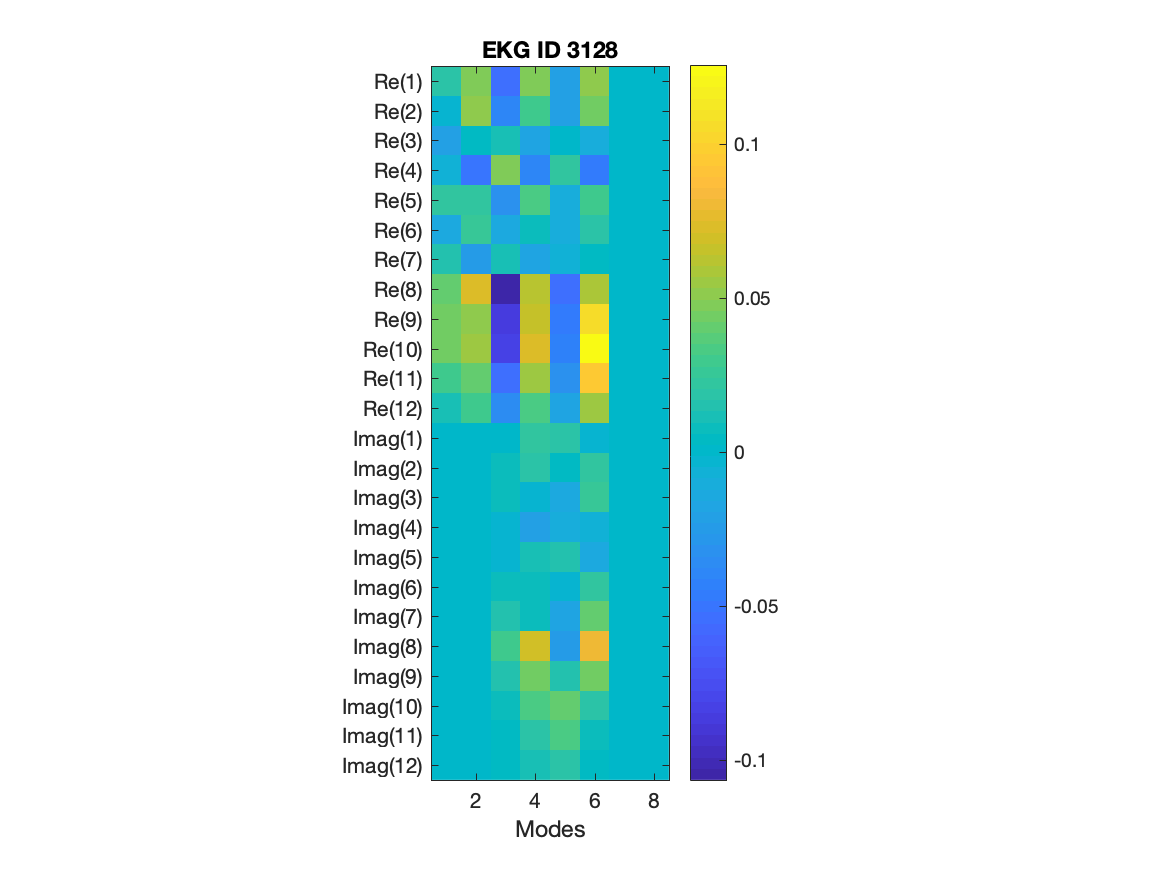 EKG ID 3128
Re(1)
Re(2)
Re(3)
Re(4)
Re(5)
Re(6)
Re(7)
Re(8)
Re(9)
Re(10)
Re(11)
Re(12)
Imag(1)
Imag(2)
Imag(3)
Imag(4)
Imag(5)
Imag(6)
Imag(7)
Imag(8)
Imag(9)
Imag(10)
Imag(11)
Imag(12)
2 4 6 8
Modes
0.1
0.05
0
-0.05
-0.1